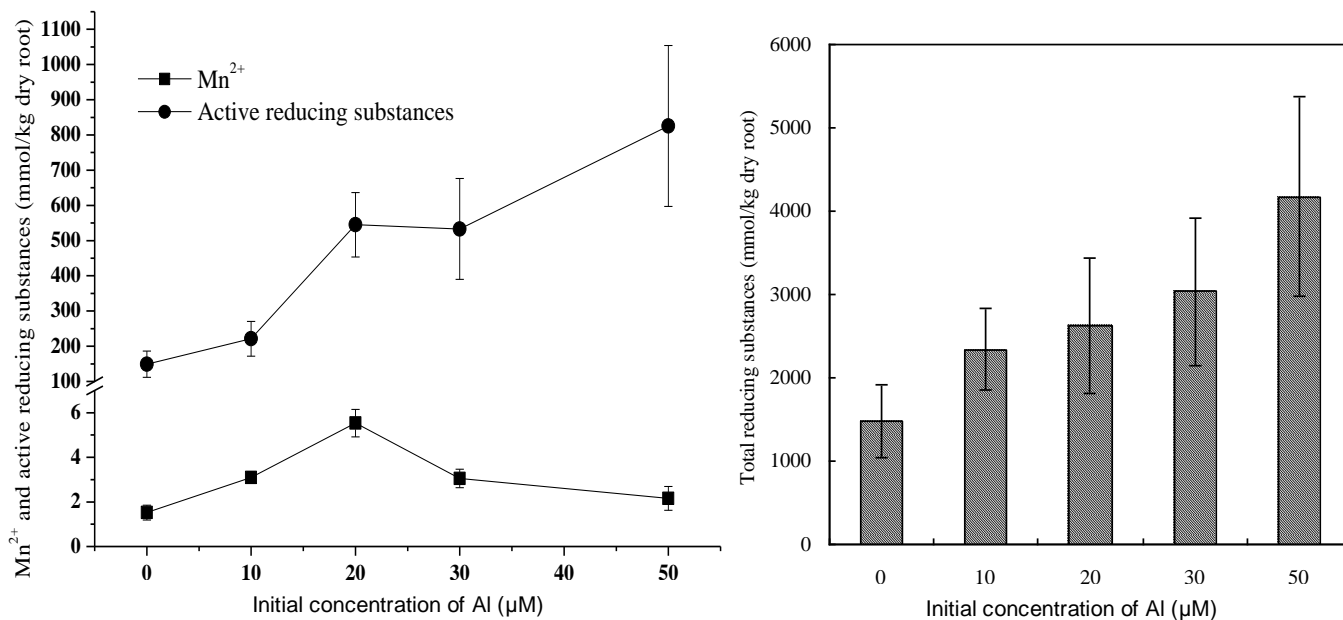 Mn²⁺ and active reducing substances (mmol/kg dry root)
1100
1000
900
800
700
600
500
400
300
200
100
6
4
2
0
Mn²⁺
Active reducing substances
0 10 20 30 40 50
Initial concentration of Al (µM)
Total reducing substances (mmol/kg dry root)
6000
5000
4000
3000
2000
1000
0
0 10 20 30 50
Initial concentration of Al (µM)